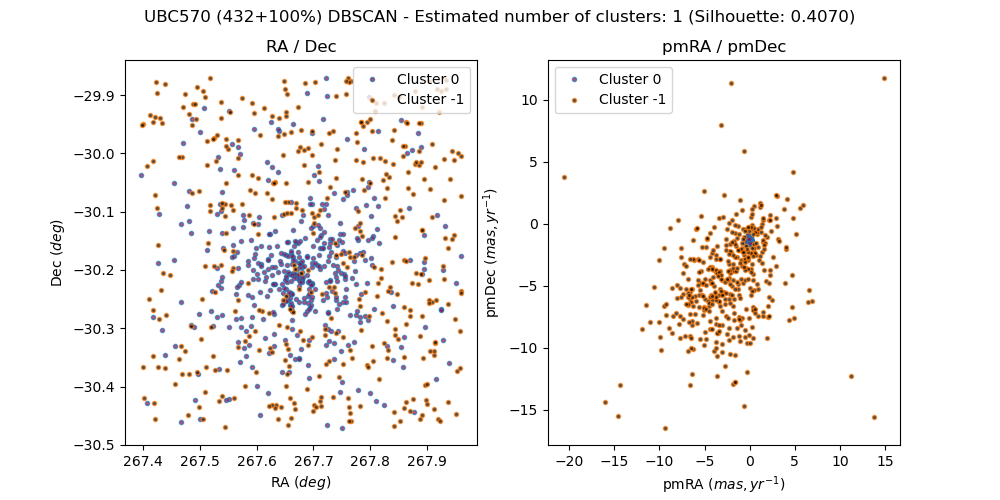 UBC570 (432+100%) DBSCAN - Estimated number of clusters: 1 (Silhouette: 0.4070)
RA / Dec
Cluster 0
Cluster -1
−29.9
−30.0
−30.1
−30.2
−30.3
−30.4
−30.5
Dec (deg)
267.4 267.5 267.6 267.7 267.8 267.9
RA (deg)
pmRA / pmDec
Cluster 0
Cluster -1
10
5
0
−5
−10
−15
pmDec (mas, yr⁻¹)
−20 −15 −10 −5 0 5 10 15
pmRA (mas, yr⁻¹)